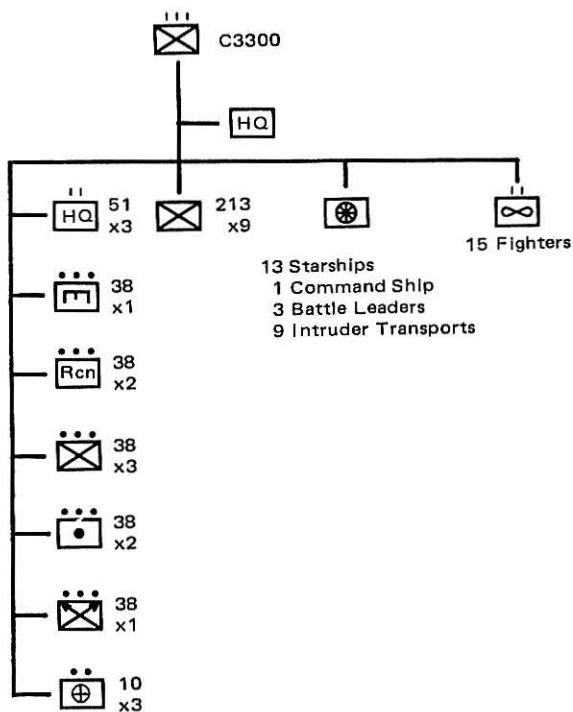 C3300
HQ
HQ
51
x3
213
x9
13 Starships
1 Command Ship
3 Battle Leaders
9 Intruder Transports
15 Fighters
38
x1
Rcn
38
x2
38
x3
38
x2
38
x1
10
x3